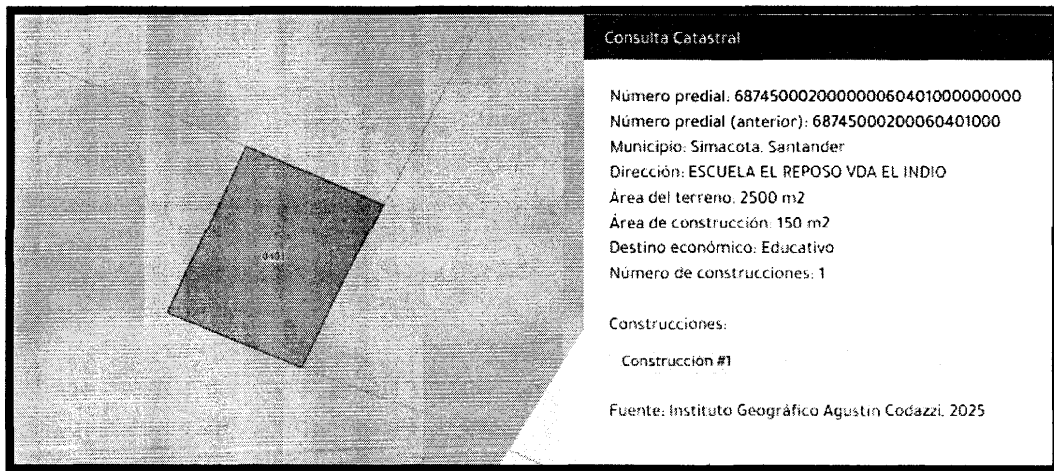 Consulta Catastral
Número predial: 687450002000000060401000000000
Número predial (anterior): 68745000200060401000
Municipio: Simacota, Santander
Dirección: ESCUELA EL REPOSO VDA EL INDIO
Área del terreno: 2500 m2
Área de construcción: 150 m2
Destino económico: Educativo
Número de construcciones: 1
Construcciones:
Construcción #1
Fuente: Instituto Geográfico Agustín Codazzi, 2025
0401